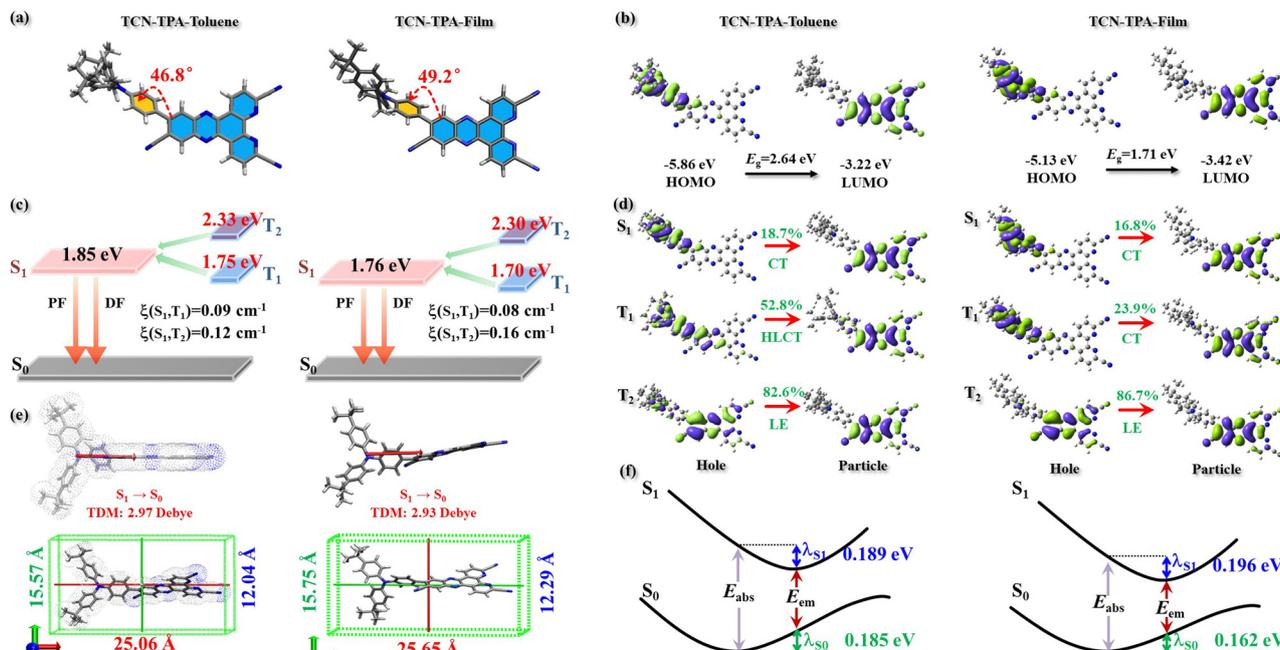 (a)
TCN-TPA-Toluene
TCN-TPA-Film
46.8°
49.2°
(b)
TCN-TPA-Toluene
TCN-TPA-Film
-5.86 eV
HOMO
Eg=2.64 eV
-3.22 eV
LUMO
-5.13 eV
HOMO
Eg=1.71 eV
-3.42 eV
LUMO
(c)
2.33 eV T2
1.85 eV
S1
1.75 eV T1
PF
DF
ξ(S1,T1)=0.09 cm-1
ξ(S1,T2)=0.12 cm-1
S0
2.30 eV T2
S1
1.76 eV
1.70 eV T1
PF
DF
ξ(S1,T1)=0.08 cm-1
ξ(S1,T2)=0.16 cm-1
S0
(d)
S1
18.7%
CT
T1
52.8%
HLCT
T2
82.6%
LE
Hole
Particle
S1
16.8%
CT
T1
23.9%
CT
T2
86.7%
LE
Hole
Particle
(e)
S1 → S0
TDM: 2.97 Debye
S1 → S0
TDM: 2.93 Debye
15.57 Å
12.04 Å
25.06 Å
15.75 Å
12.29 Å
25.65 Å
(f)
S1
λS1 0.189 eV
Eabs
Eem
S0
λS0 0.185 eV
S1
λS1 0.196 eV
Eabs
Eem
S0
λS0 0.162 eV